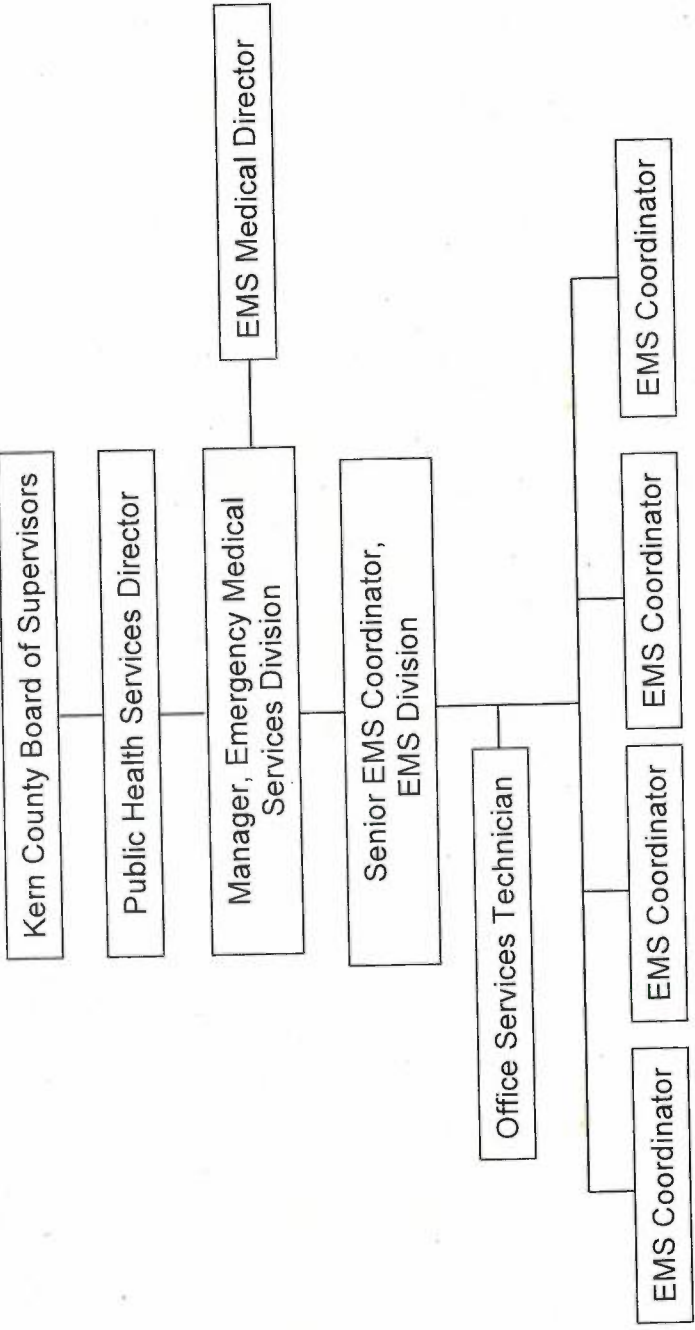 Kern County Board of Supervisors
Public Health Services Director
Manager, Emergency Medical
Services Division
EMS Medical Director
Senior EMS Coordinator,
EMS Division
Office Services Technician
EMS Coordinator
EMS Coordinator
EMS Coordinator
EMS Coordinator